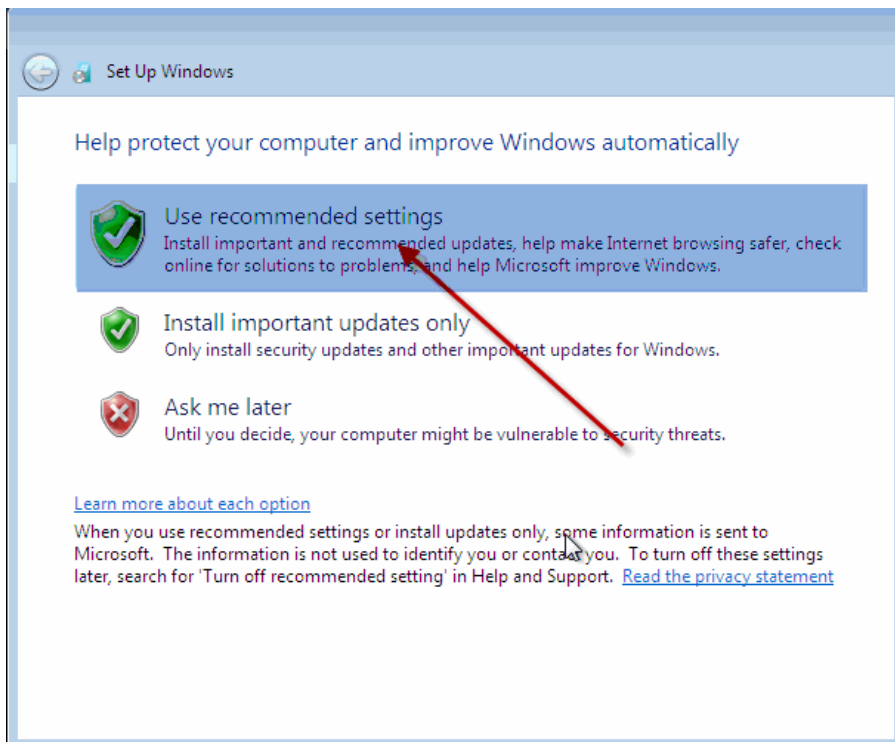 Set Up Windows
Help protect your computer and improve Windows automatically
Use recommended settings
Install important and recommended updates, help make Internet browsing safer, check
online for solutions to problems, and help Microsoft improve Windows.
Install important updates only
Only install security updates and other important updates for Windows.
Ask me later
Until you decide, your computer might be vulnerable to security threats.
Learn more about each option
When you use recommended settings or install updates only, some information is sent to
Microsoft. The information is not used to identify you or contact you. To turn off these settings
later, search for 'Turn off recommended setting' in Help and Support. Read the privacy statement